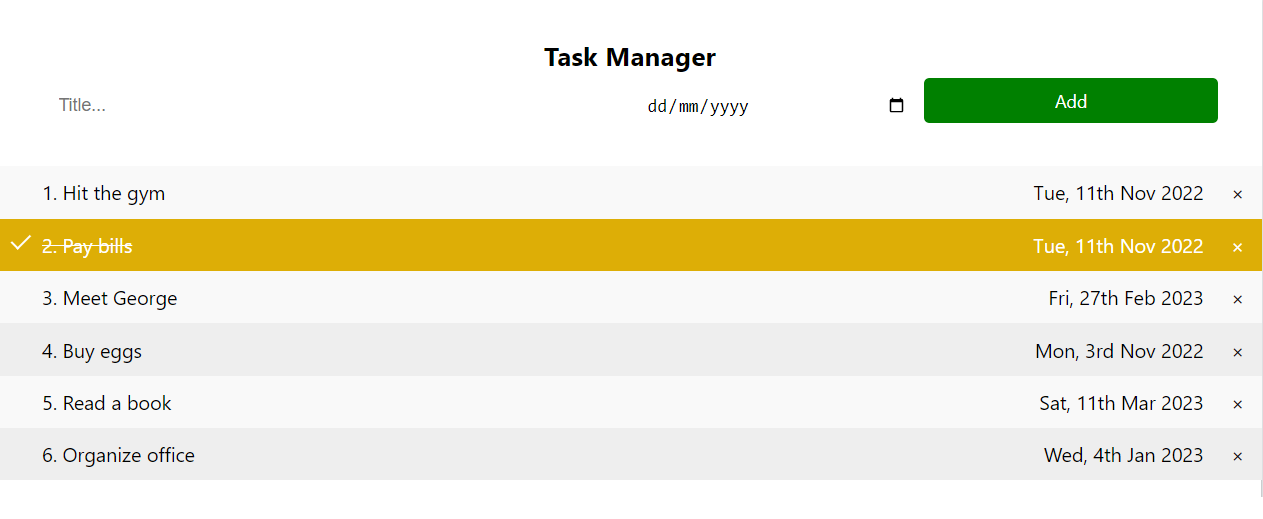 Task Manager
Title... dd/mm/yyyy Add
1. Hit the gym Tue, 11th Nov 2022 ×
2. Pay bills Tue, 11th Nov 2022 ×
3. Meet George Fri, 27th Feb 2023 ×
4. Buy eggs Mon, 3rd Nov 2022 ×
5. Read a book Sat, 11th Mar 2023 ×
6. Organize office Wed, 4th Jan 2023 ×